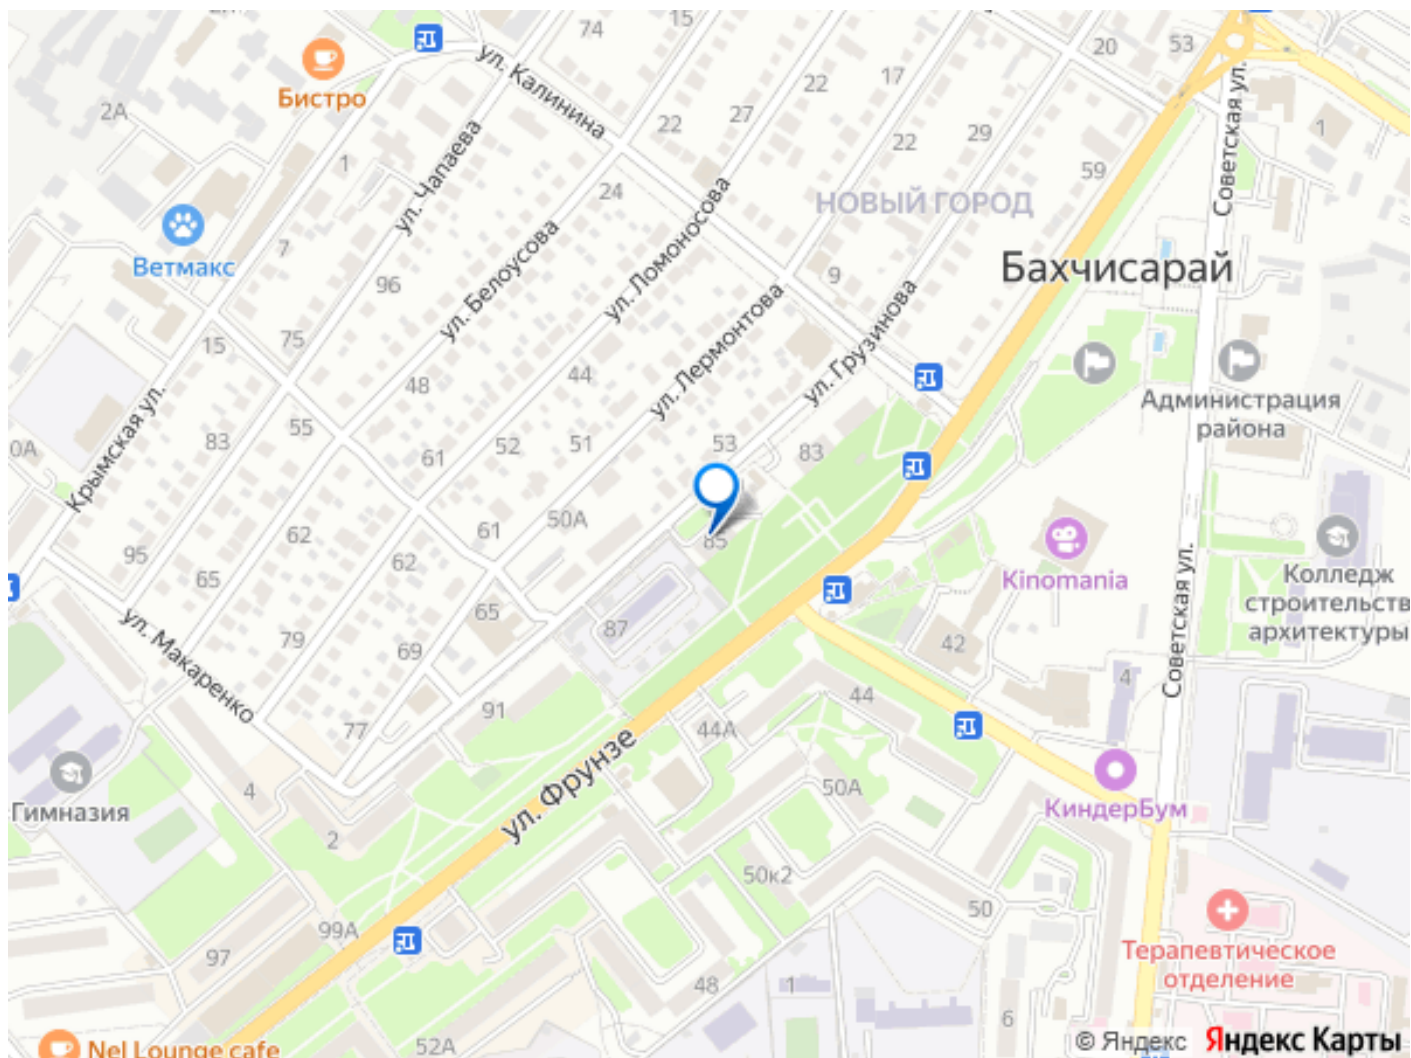 74
15
20
53
ул. Калинина
Советская ул.
17
22
Бистро
2А
27
22
1
29
22
ул. Чапаева
1
59
24
НОВЫЙ ГОРОД
ул. Ломоносова
7
ул. Белоусова
Ветмакс
Бахчисарай
9
96
ул. Лермонтова
ул. Грузинова
75
15
44
48
Администрация
района
55
83
53
52
51
83
61
0А
Крымская ул.
50А
61
62
85
95
62
65
Kinomania
Колледж
строительств
архитектуры
Советская ул.
65
87
42
ул. Макаренко
79
69
4
44
91
77
44А
ул. Фрунзе
4
50А
КиндерБум
Гимназия
2
50к2
50
99А
97
Терапевтическое
отделение
48
1
6
52А
Nel Lounge cafe
© Яндекс Яндекс Карты